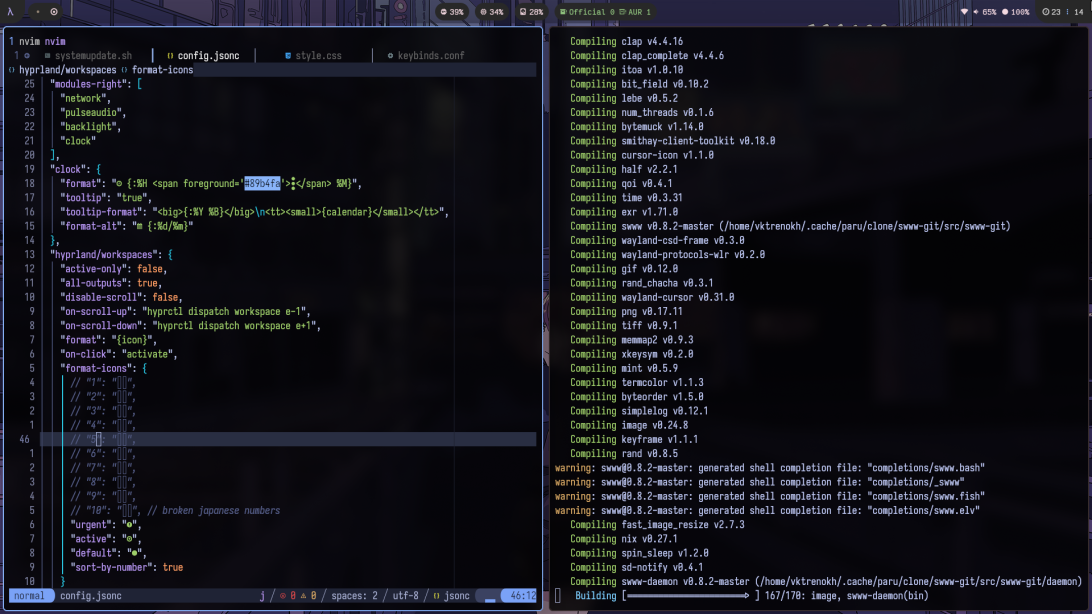 λ
39%
34%
28%
Official 0 AUR 1
65% 100%
23 : 14
1 nvim nvim
1 systemupdate.sh config.jsonc style.css keybinds.conf
{} hyprland/workspaces {} format-icons
25 "modules-right": [
24 "network",
23 "pulseaudio",
22 "backlight",
21 "clock"
20 ],
19 "clock": {
18 "format": "⊙ {:%H <span foreground='#89b4fa'>⋮</span> %M}",
17 "tooltip": "true",
16 "tooltip-format": "<big>{:%Y %B}</big>\n<tt><small>{calendar}</small></tt>",
15 "format-alt": "m {:%d/%m}"
14 },
13 "hyprland/workspaces": {
12 "active-only": false,
11 "all-outputs": true,
10 "disable-scroll": false,
9 "on-scroll-up": "hyprctl dispatch workspace e-1",
8 "on-scroll-down": "hyprctl dispatch workspace e+1",
7 "format": "{icon}",
6 "on-click": "activate",
5 "format-icons": {
4 // "1": "",
3 // "2": "",
2 // "3": "",
1 // "4": "",
46 // "5": "",
1 // "6": "",
2 // "7": "",
3 // "8": "",
4 // "9": "",
5 // "10": "", // broken japanese numbers
6 "urgent": "",
7 "active": "⊙",
8 "default": "●",
9 "sort-by-number": true
10 }
normal config.jsonc j / ⊗ 0 ⚠ 0 / spaces: 2 / utf-8 / {} jsonc 46:12
Compiling clap v4.4.16
Compiling clap_complete v4.4.6
Compiling itoa v1.0.10
Compiling bit_field v0.10.2
Compiling lebe v0.5.2
Compiling num_threads v0.1.6
Compiling bytemuck v1.14.0
Compiling smithay-client-toolkit v0.18.0
Compiling cursor-icon v1.1.0
Compiling half v2.2.1
Compiling qoi v0.4.1
Compiling time v0.3.31
Compiling exr v1.71.0
Compiling swww v0.8.2-master (/home/vktrenokh/.cache/paru/clone/swww-git/src/swww-git)
Compiling wayland-csd-frame v0.3.0
Compiling wayland-protocols-wlr v0.2.0
Compiling gif v0.12.0
Compiling rand_chacha v0.3.1
Compiling wayland-cursor v0.31.0
Compiling png v0.17.11
Compiling tiff v0.9.1
Compiling memmap2 v0.9.3
Compiling xkeysym v0.2.0
Compiling mint v0.5.9
Compiling termcolor v1.1.3
Compiling byteorder v1.5.0
Compiling simplelog v0.12.1
Compiling image v0.24.8
Compiling keyframe v1.1.1
Compiling rand v0.8.5
warning: swww@0.8.2-master: generated shell completion file: "completions/swww.bash"
warning: swww@0.8.2-master: generated shell completion file: "completions/_swww"
warning: swww@0.8.2-master: generated shell completion file: "completions/swww.fish"
warning: swww@0.8.2-master: generated shell completion file: "completions/swww.elv"
Compiling fast_image_resize v2.7.3
Compiling nix v0.27.1
Compiling spin_sleep v1.2.0
Compiling sd-notify v0.4.1
Compiling swww-daemon v0.8.2-master (/home/vktrenokh/.cache/paru/clone/swww-git/src/swww-git/daemon)
Building [=======================> ] 167/170: image, swww-daemon(bin)